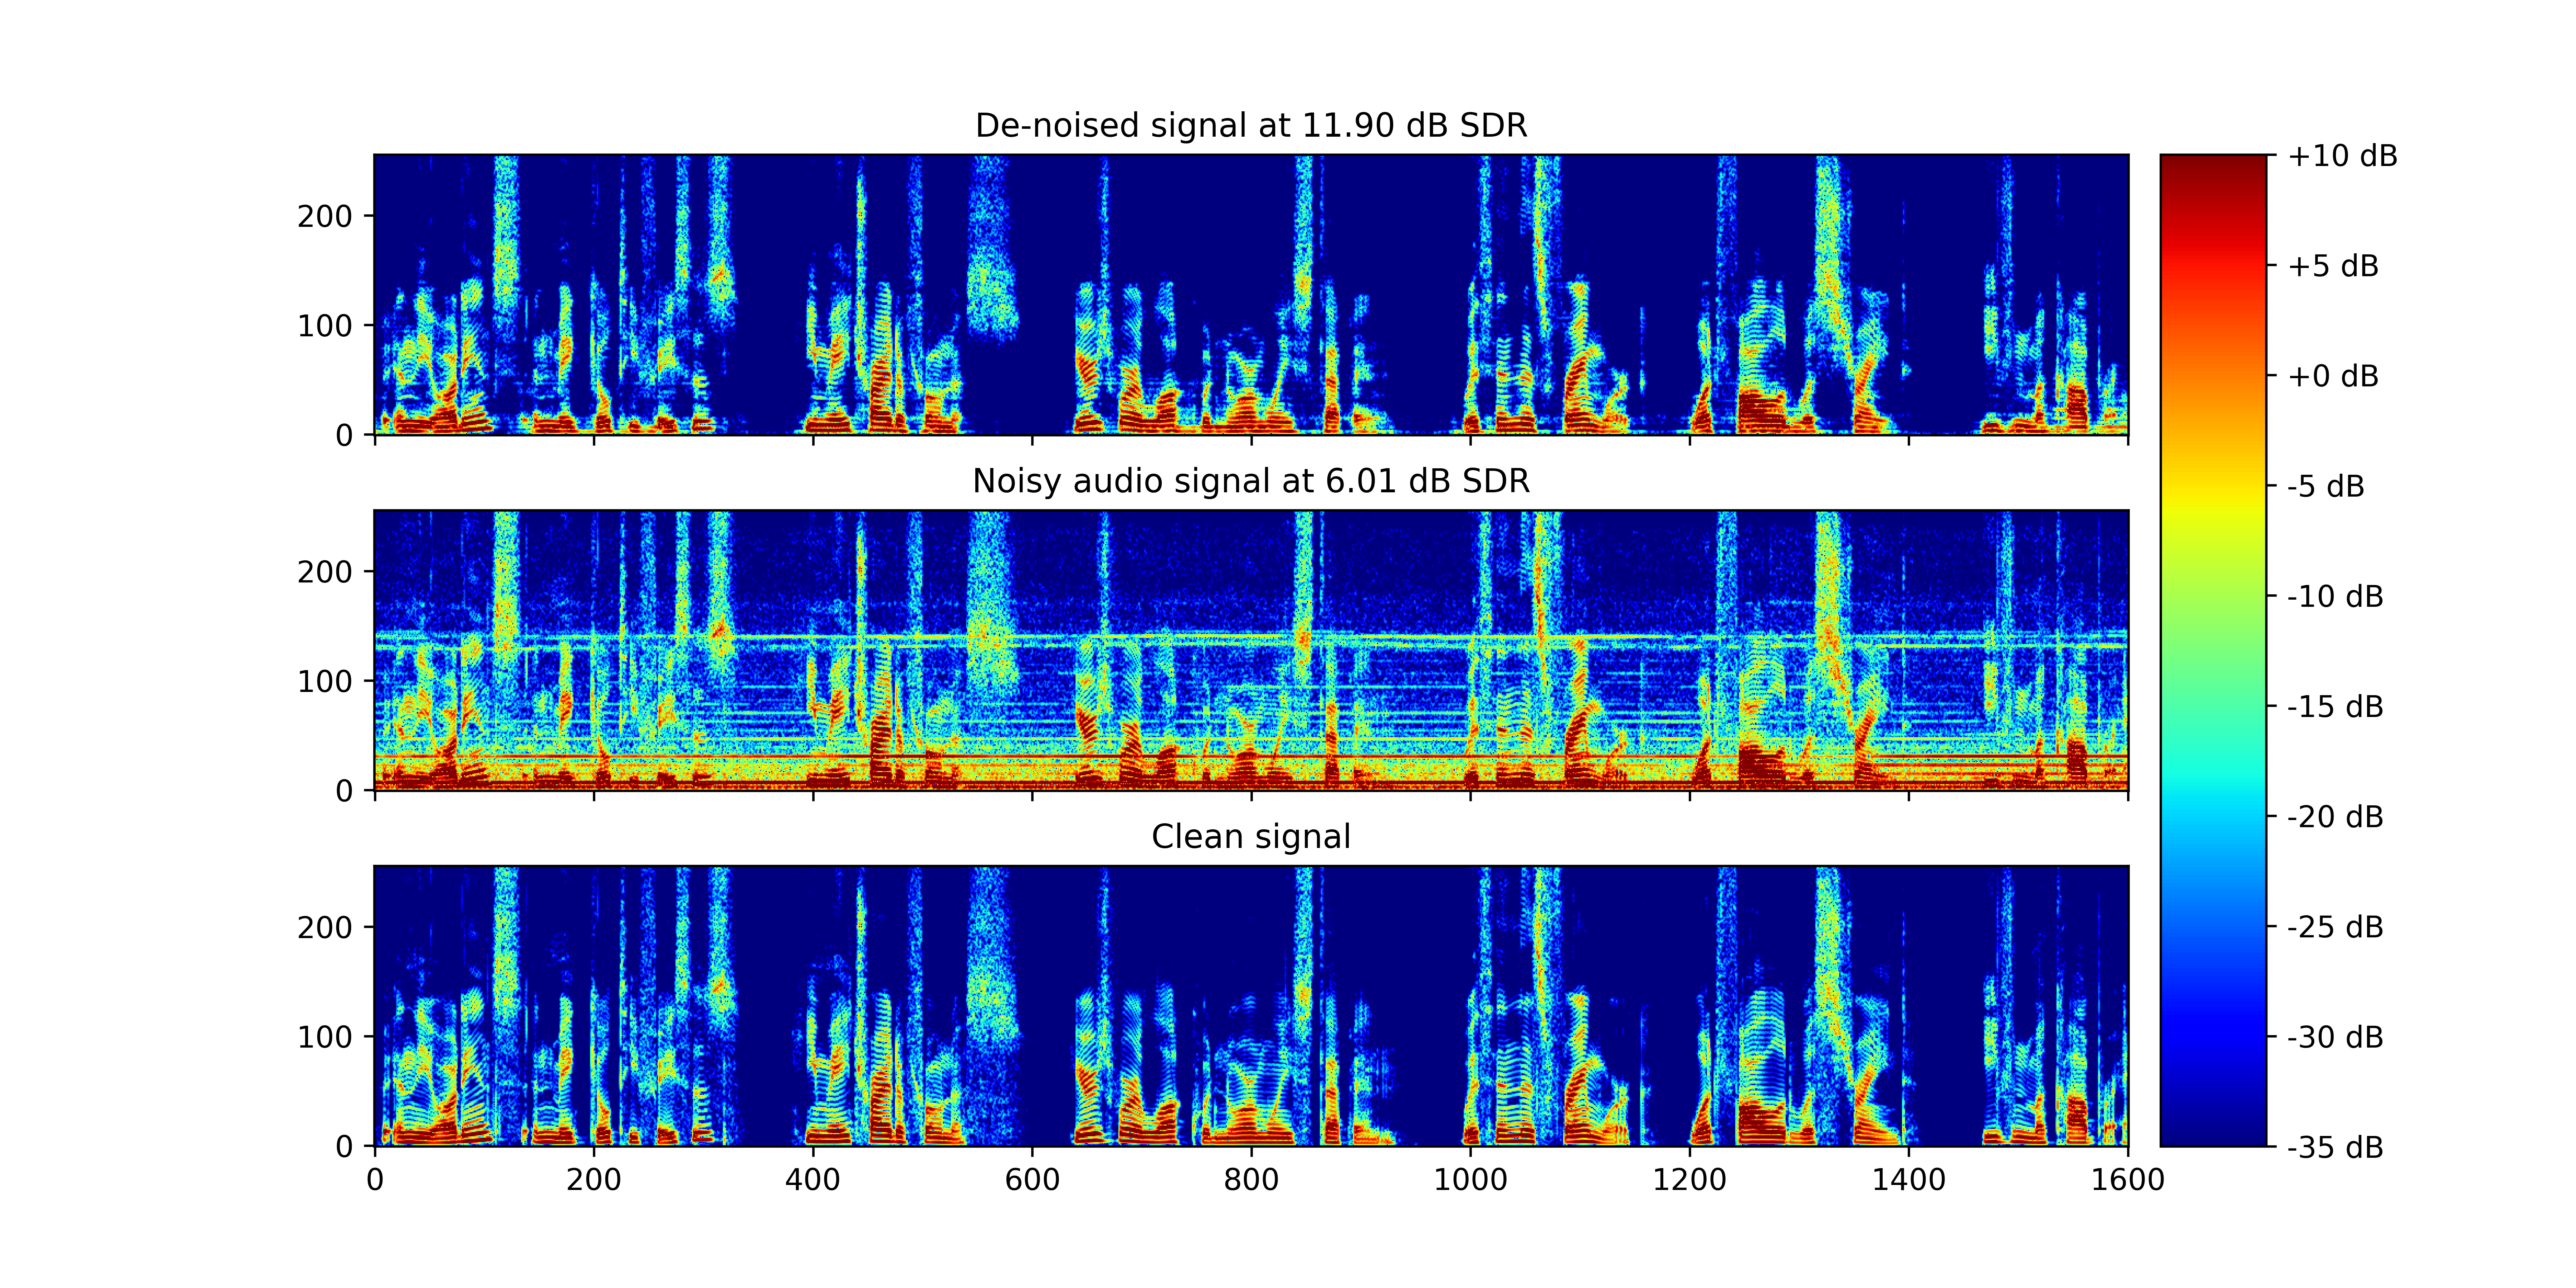 De-noised signal at 11.90 dB SDR
200
100
0
Noisy audio signal at 6.01 dB SDR
200
100
0
Clean signal
200
100
0
0 200 400 600 800 1000 1200 1400 1600
+10 dB
+5 dB
+0 dB
-5 dB
-10 dB
-15 dB
-20 dB
-25 dB
-30 dB
-35 dB